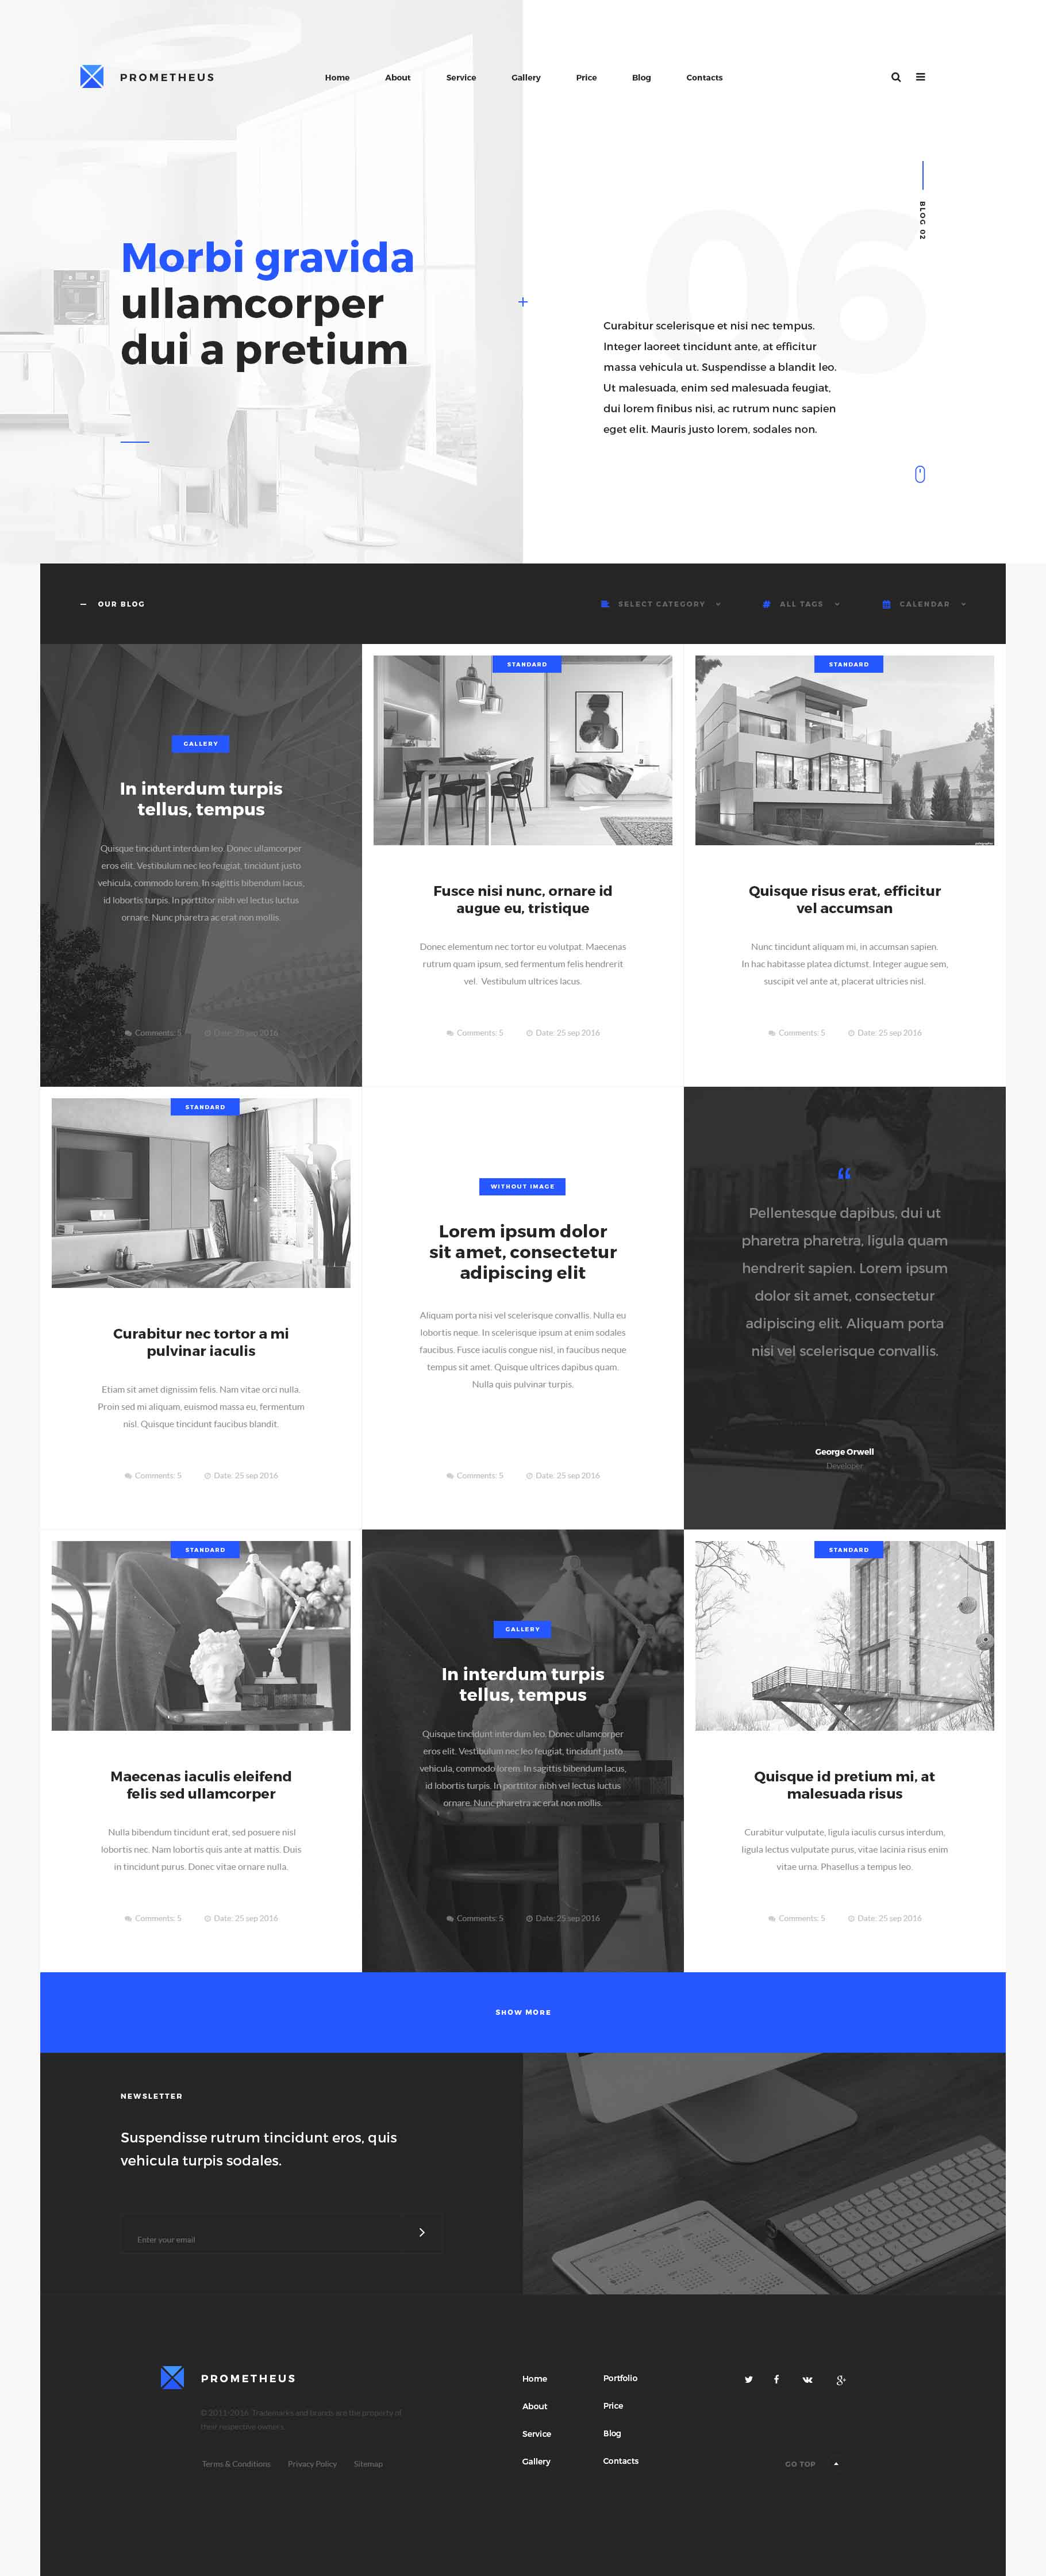 PROMETHEUS
Home About Service Gallery Price Blog Contacts
BLOG 02
06
Morbi gravida
ullamcorper
dui a pretium
Curabitur scelerisque et nisi nec tempus.
Integer laoreet tincidunt ante, at efficitur
massa vehicula ut. Suspendisse a blandit leo.
Ut malesuada, enim sed malesuada feugiat,
dui lorem finibus nisi, ac rutrum nunc sapien
eget elit. Mauris justo lorem, sodales non.
OUR BLOG
SELECT CATEGORY
ALL TAGS
CALENDAR
GALLERY
In interdum turpis
tellus, tempus
Quisque tincidunt interdum leo. Donec ullamcorper
eros elit. Vestibulum nec leo feugiat, tincidunt justo
vehicula, commodo lorem. In sagittis bibendum lacus,
id lobortis turpis. In porttitor nibh vel lectus luctus
ornare. Nunc pharetra ac erat non mollis.
Comments: 5 Date: 25 sep 2016
STANDARD
Fusce nisi nunc, ornare id
augue eu, tristique
Donec elementum nec tortor eu volutpat. Maecenas
rutrum quam ipsum, sed fermentum felis hendrerit
vel. Vestibulum ultrices lacus.
Comments: 5 Date: 25 sep 2016
STANDARD
Quisque risus erat, efficitur
vel accumsan
Nunc tincidunt aliquam mi, in accumsan sapien.
In hac habitasse platea dictumst. Integer augue sem,
suscipit vel ante at, placerat ultricies nisl.
Comments: 5 Date: 25 sep 2016
STANDARD
Curabitur nec tortor a mi
pulvinar iaculis
Etiam sit amet dignissim felis. Nam vitae orci nulla.
Proin sed mi aliquam, euismod massa eu, fermentum
nisl. Quisque tincidunt faucibus blandit.
Comments: 5 Date: 25 sep 2016
WITHOUT IMAGE
Lorem ipsum dolor
sit amet, consectetur
adipiscing elit
Aliquam porta nisi vel scelerisque convallis. Nulla eu
lobortis neque. In scelerisque ipsum at enim sodales
faucibus. Fusce iaculis congue nisl, in faucibus neque
tempus sit amet. Quisque ultrices dapibus quam.
Nulla quis pulvinar turpis.
Comments: 5 Date: 25 sep 2016
“
Pellentesque dapibus, dui ut
pharetra pharetra, ligula quam
hendrerit sapien. Lorem ipsum
dolor sit amet, consectetur
adipiscing elit. Aliquam porta
nisi vel scelerisque convallis.
George Orwell
Developer
STANDARD
Maecenas iaculis eleifend
felis sed ullamcorper
Nulla bibendum tincidunt erat, sed posuere nisl
lobortis nec. Nam lobortis quis ante at mattis. Duis
in tincidunt purus. Donec vitae ornare nulla.
Comments: 5 Date: 25 sep 2016
GALLERY
In interdum turpis
tellus, tempus
Quisque tincidunt interdum leo. Donec ullamcorper
eros elit. Vestibulum nec leo feugiat, tincidunt justo
vehicula, commodo lorem. In sagittis bibendum lacus,
id lobortis turpis. In porttitor nibh vel lectus luctus
ornare. Nunc pharetra ac erat non mollis.
Comments: 5 Date: 25 sep 2016
STANDARD
Quisque id pretium mi, at
malesuada risus
Curabitur vulputate, ligula iaculis cursus interdum,
ligula lectus vulputate purus, vitae lacinia risus enim
vitae urna. Phasellus a tempus leo.
Comments: 5 Date: 25 sep 2016
SHOW MORE
NEWSLETTER
Suspendisse rutrum tincidunt eros, quis
vehicula turpis sodales.
Enter your email
PROMETHEUS
© 2011-2016. Trademarks and brands are the property of
their respective owners.
Terms & Conditions Privacy Policy Sitemap
Home
About
Service
Gallery
Portfolio
Price
Blog
Contacts
GO TOP